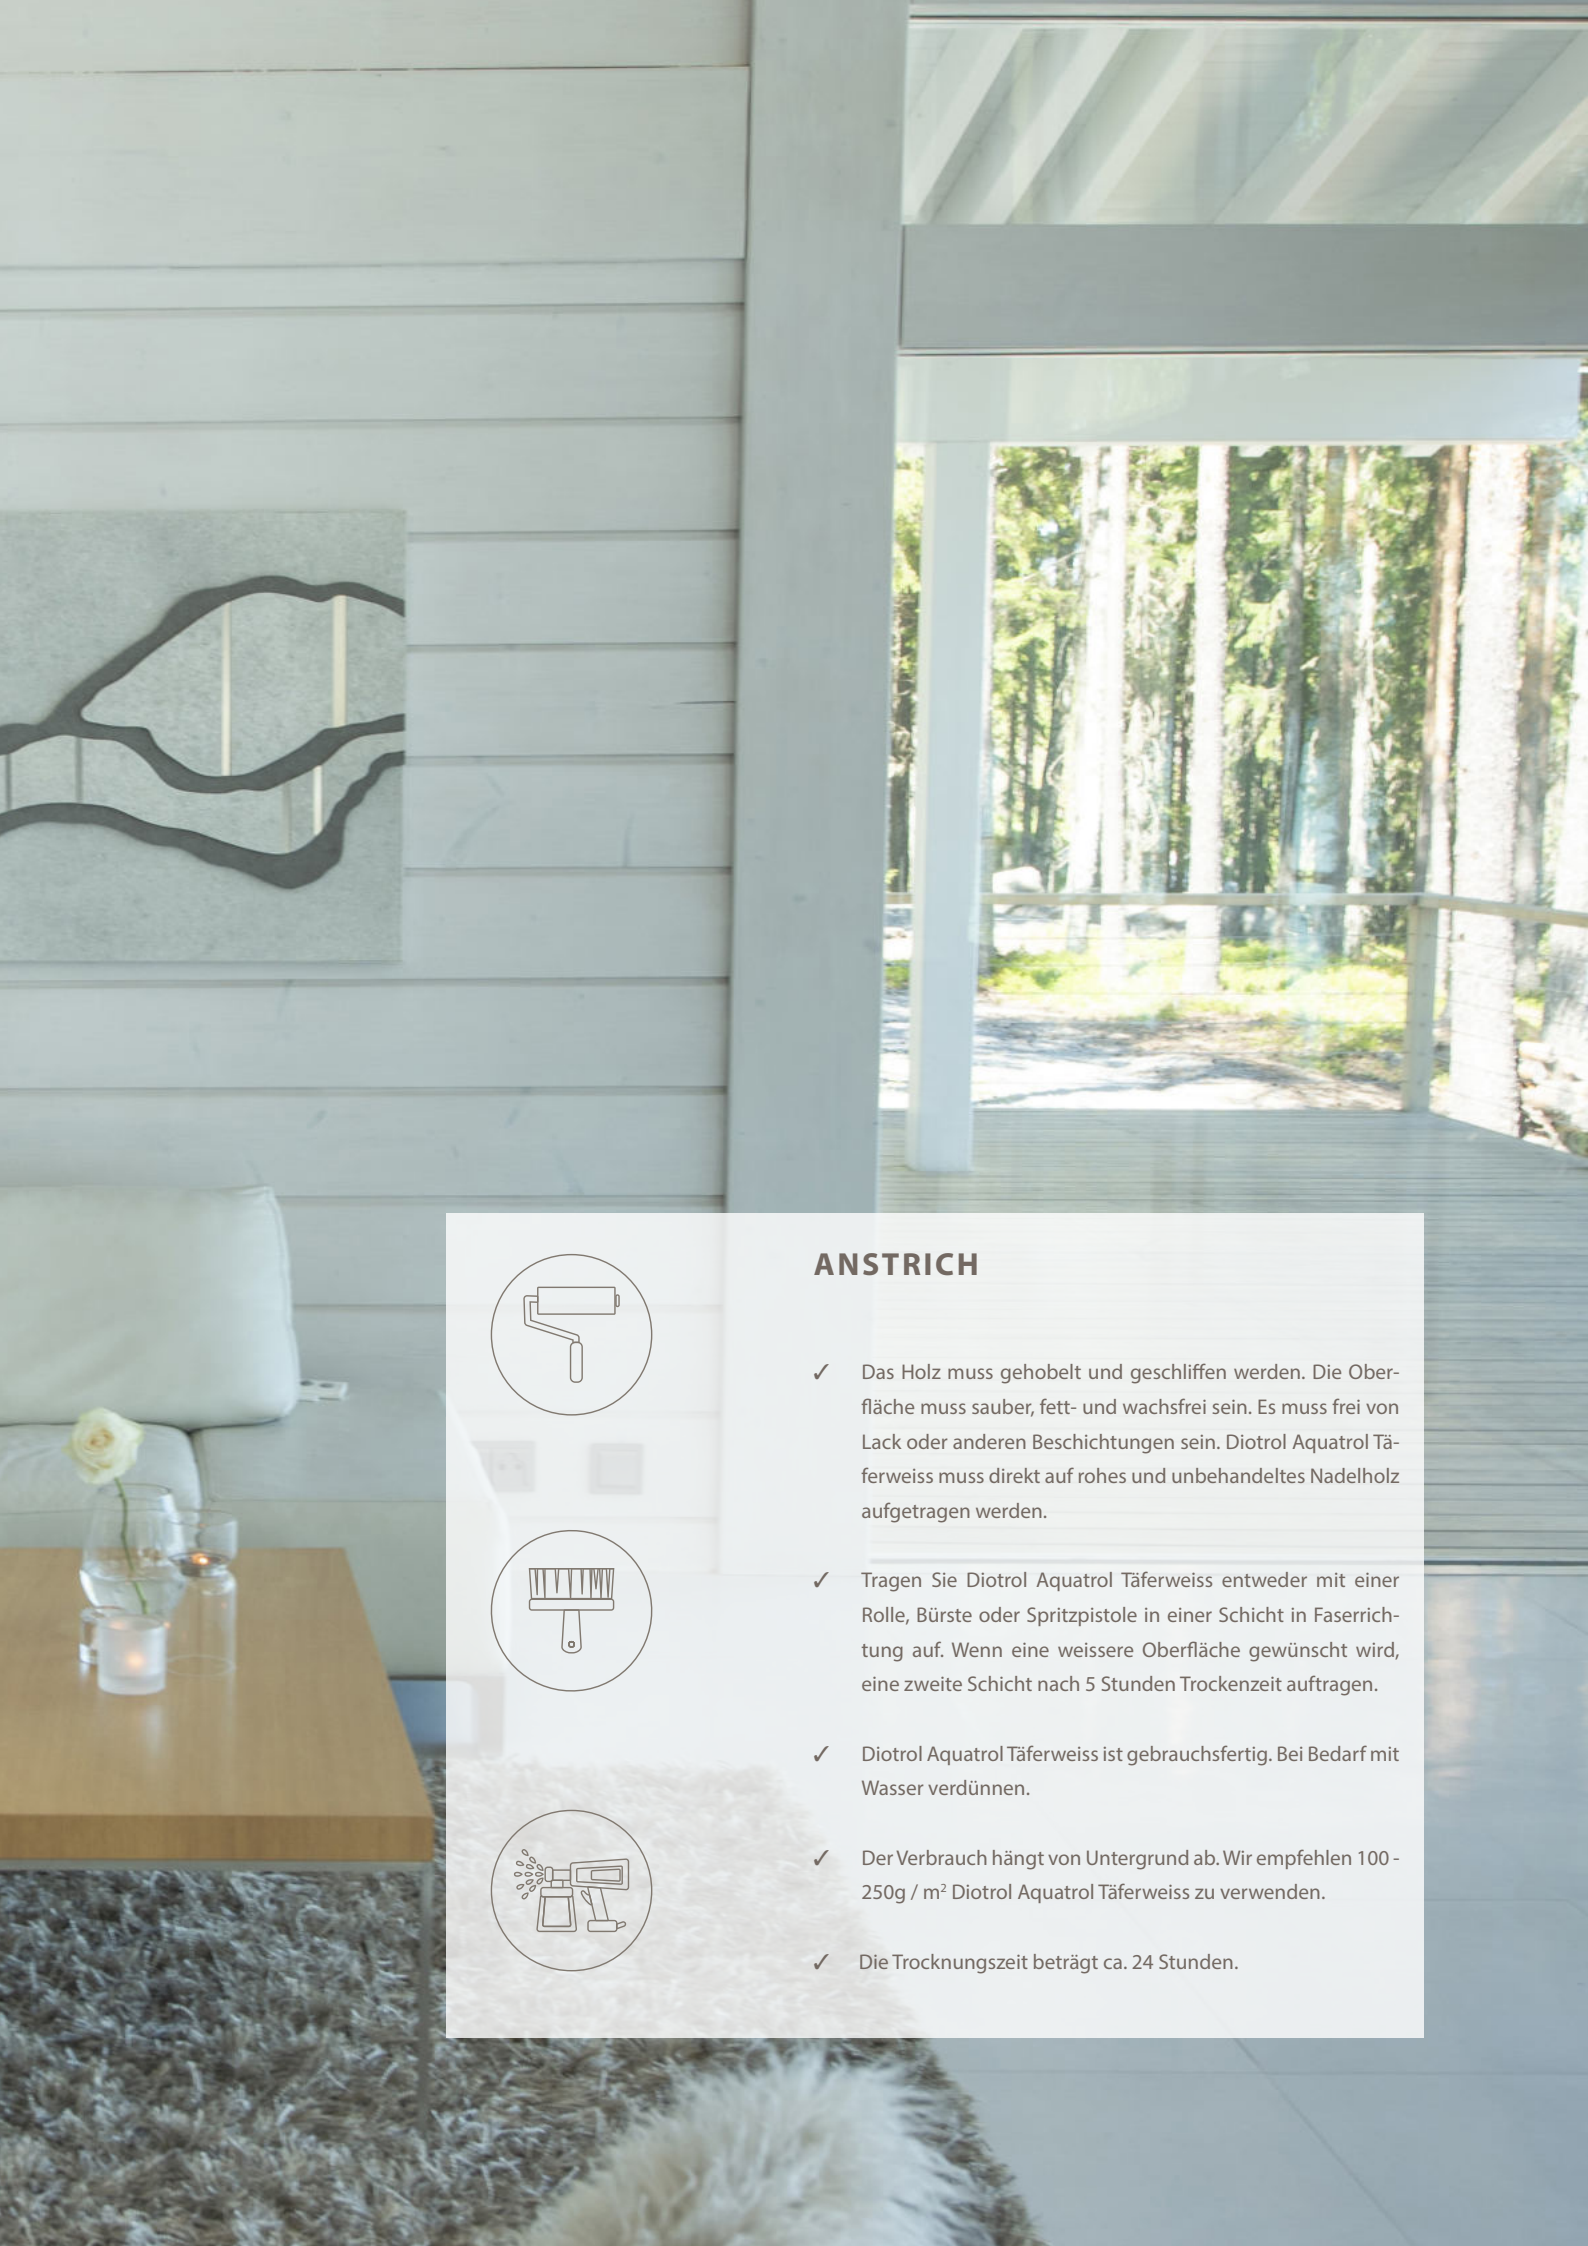 ANSTRICH
✓ Das Holz muss gehobelt und geschliffen werden. Die Ober-
fläche muss sauber, fett- und wachsfrei sein. Es muss frei von
Lack oder anderen Beschichtungen sein. Diotrol Aquatrol Tä-
ferweiss muss direkt auf rohes und unbehandeltes Nadelholz
aufgetragen werden.
✓ Tragen Sie Diotrol Aquatrol Täferweiss entweder mit einer
Rolle, Bürste oder Spritzpistole in einer Schicht in Faserrich-
tung auf. Wenn eine weissere Oberfläche gewünscht wird,
eine zweite Schicht nach 5 Stunden Trockenzeit auftragen.
✓ Diotrol Aquatrol Täferweiss ist gebrauchsfertig. Bei Bedarf mit
Wasser verdünnen.
✓ Der Verbrauch hängt von Untergrund ab. Wir empfehlen 100 -
250g / m² Diotrol Aquatrol Täferweiss zu verwenden.
✓ Die Trocknungszeit beträgt ca. 24 Stunden.